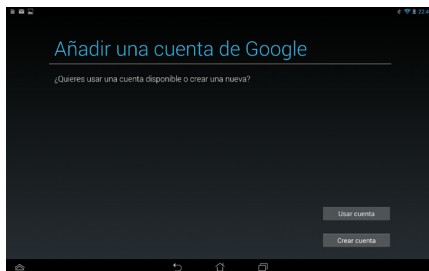 Añadir una cuenta de Google
¿Quieres usar una cuenta disponible o crear una nueva?
Usar cuenta
Crear cuenta